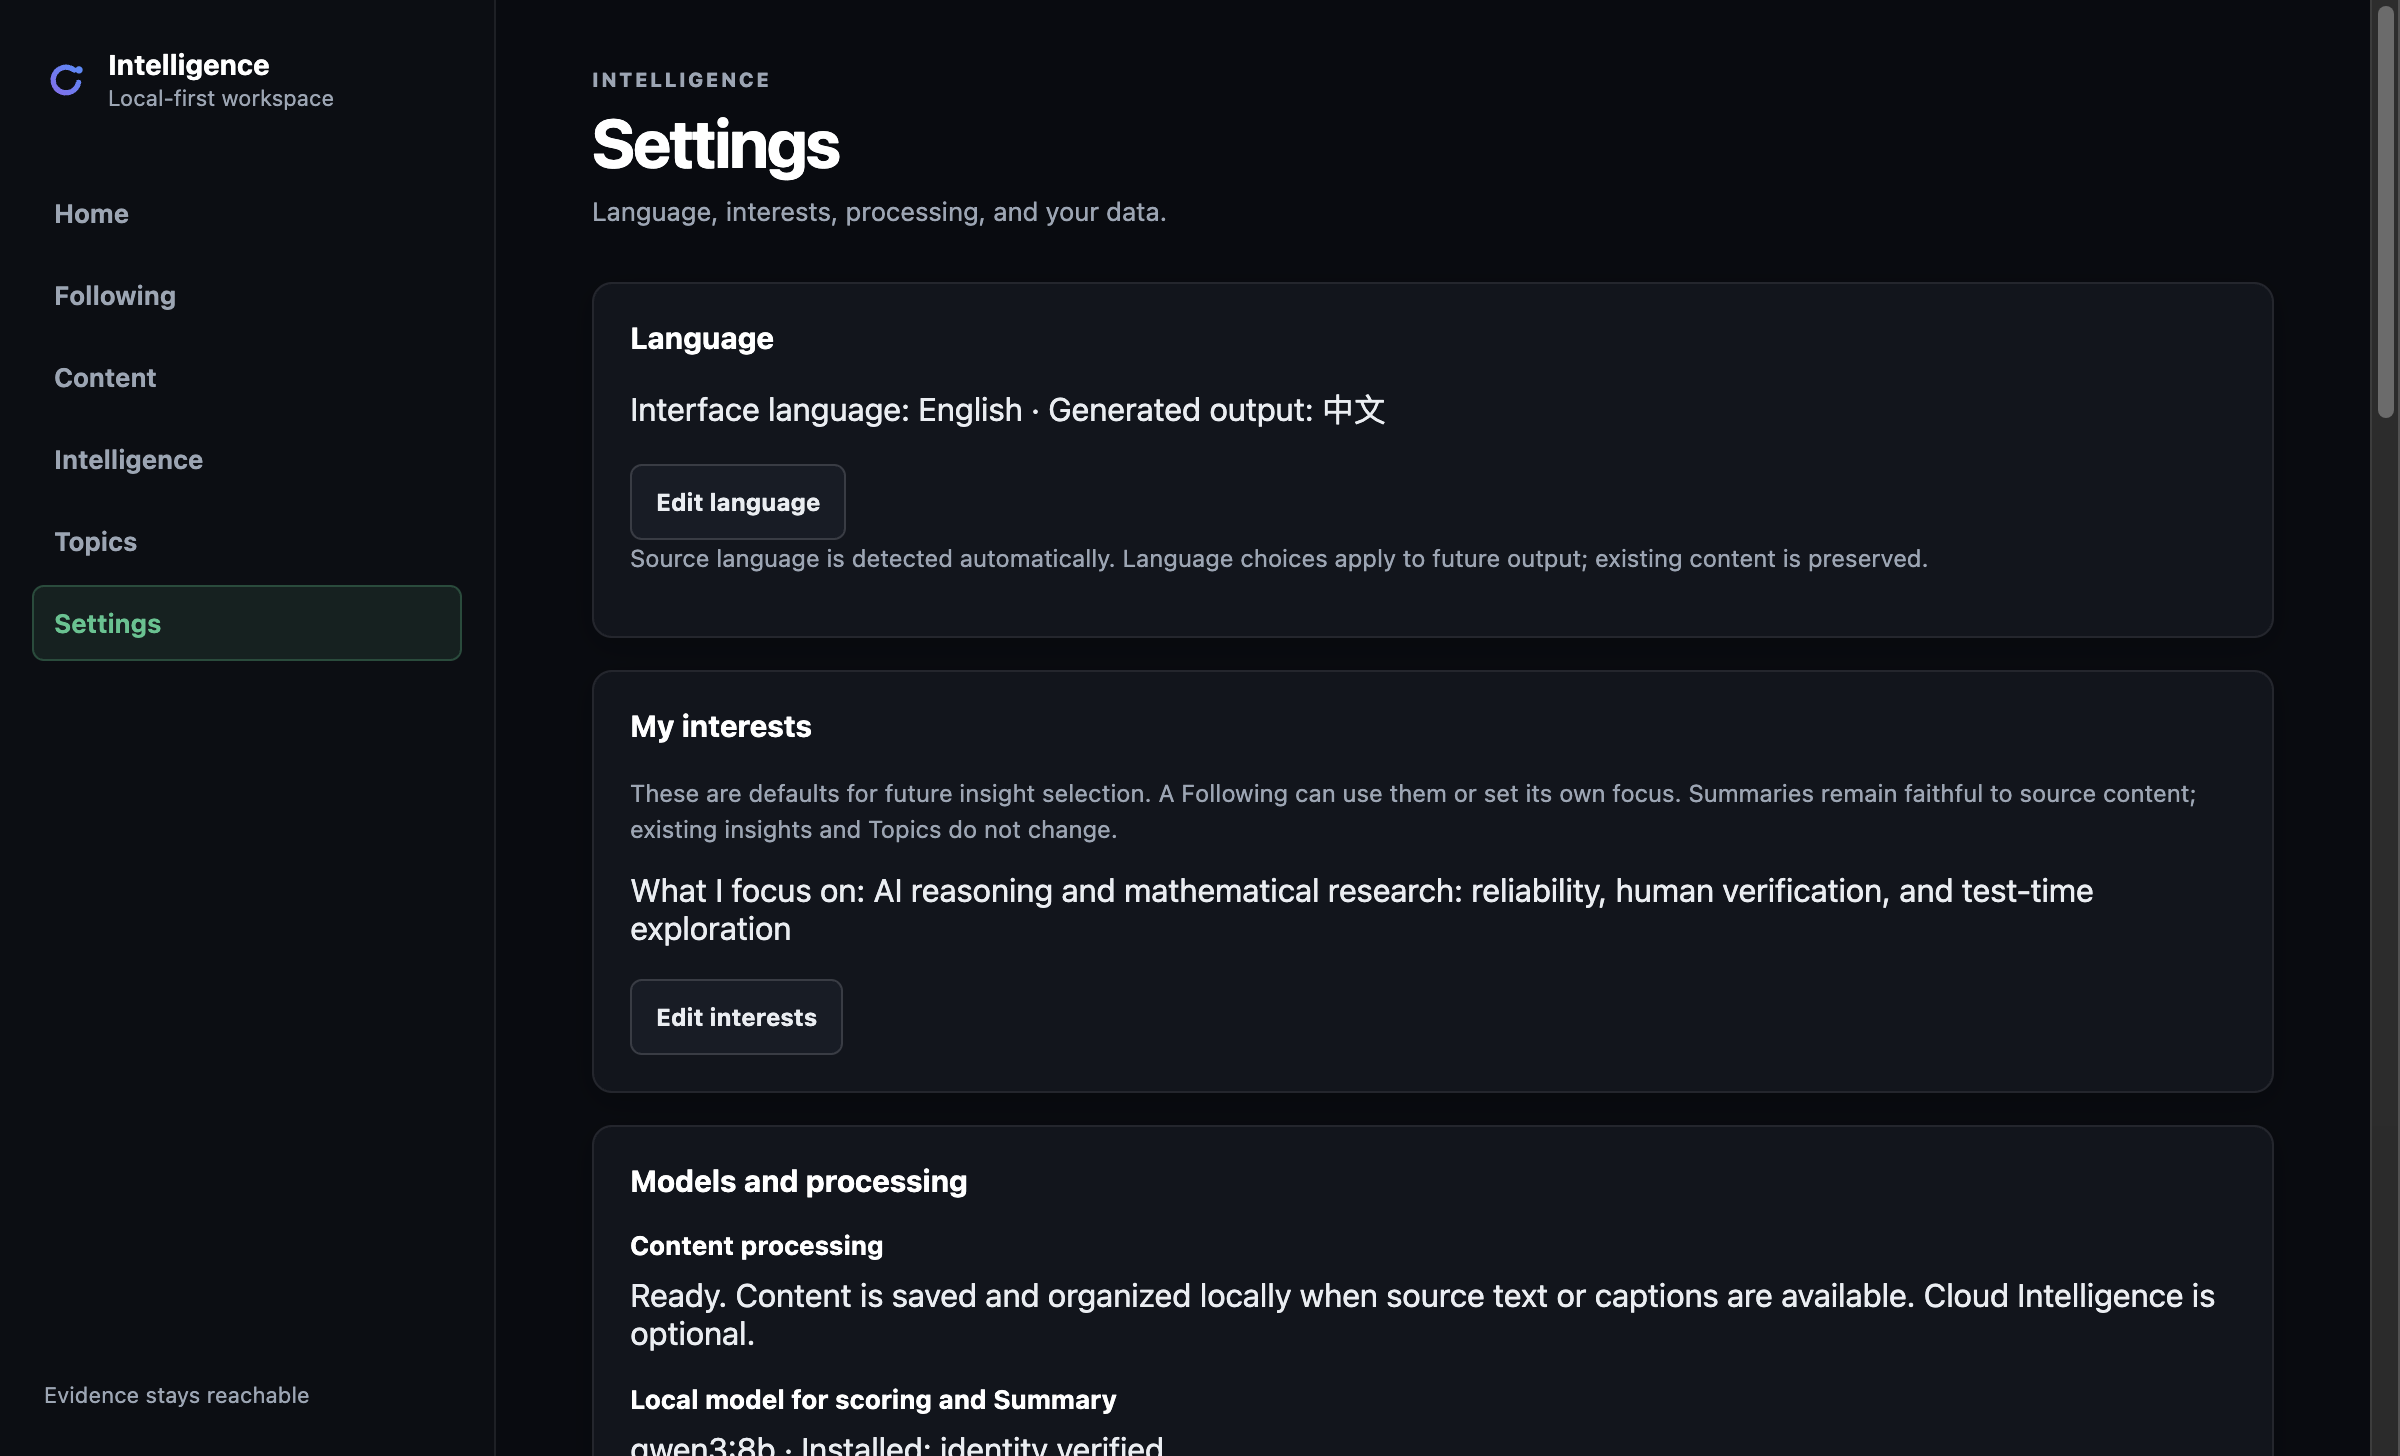 Intelligence
Local-first workspace
Home
Following
Content
Intelligence
Topics
Settings
Evidence stays reachable
INTELLIGENCE
Settings
Language, interests, processing, and your data.
Language
Interface language: English · Generated output: 中文
Edit language
Source language is detected automatically. Language choices apply to future output; existing content is preserved.
My interests
These are defaults for future insight selection. A Following can use them or set its own focus. Summaries remain faithful to source content;
existing insights and Topics do not change.
What I focus on: AI reasoning and mathematical research: reliability, human verification, and test-time
exploration
Edit interests
Models and processing
Content processing
Ready. Content is saved and organized locally when source text or captions are available. Cloud Intelligence is
optional.
Local model for scoring and Summary
qwen3:8b · Installed; identity verified